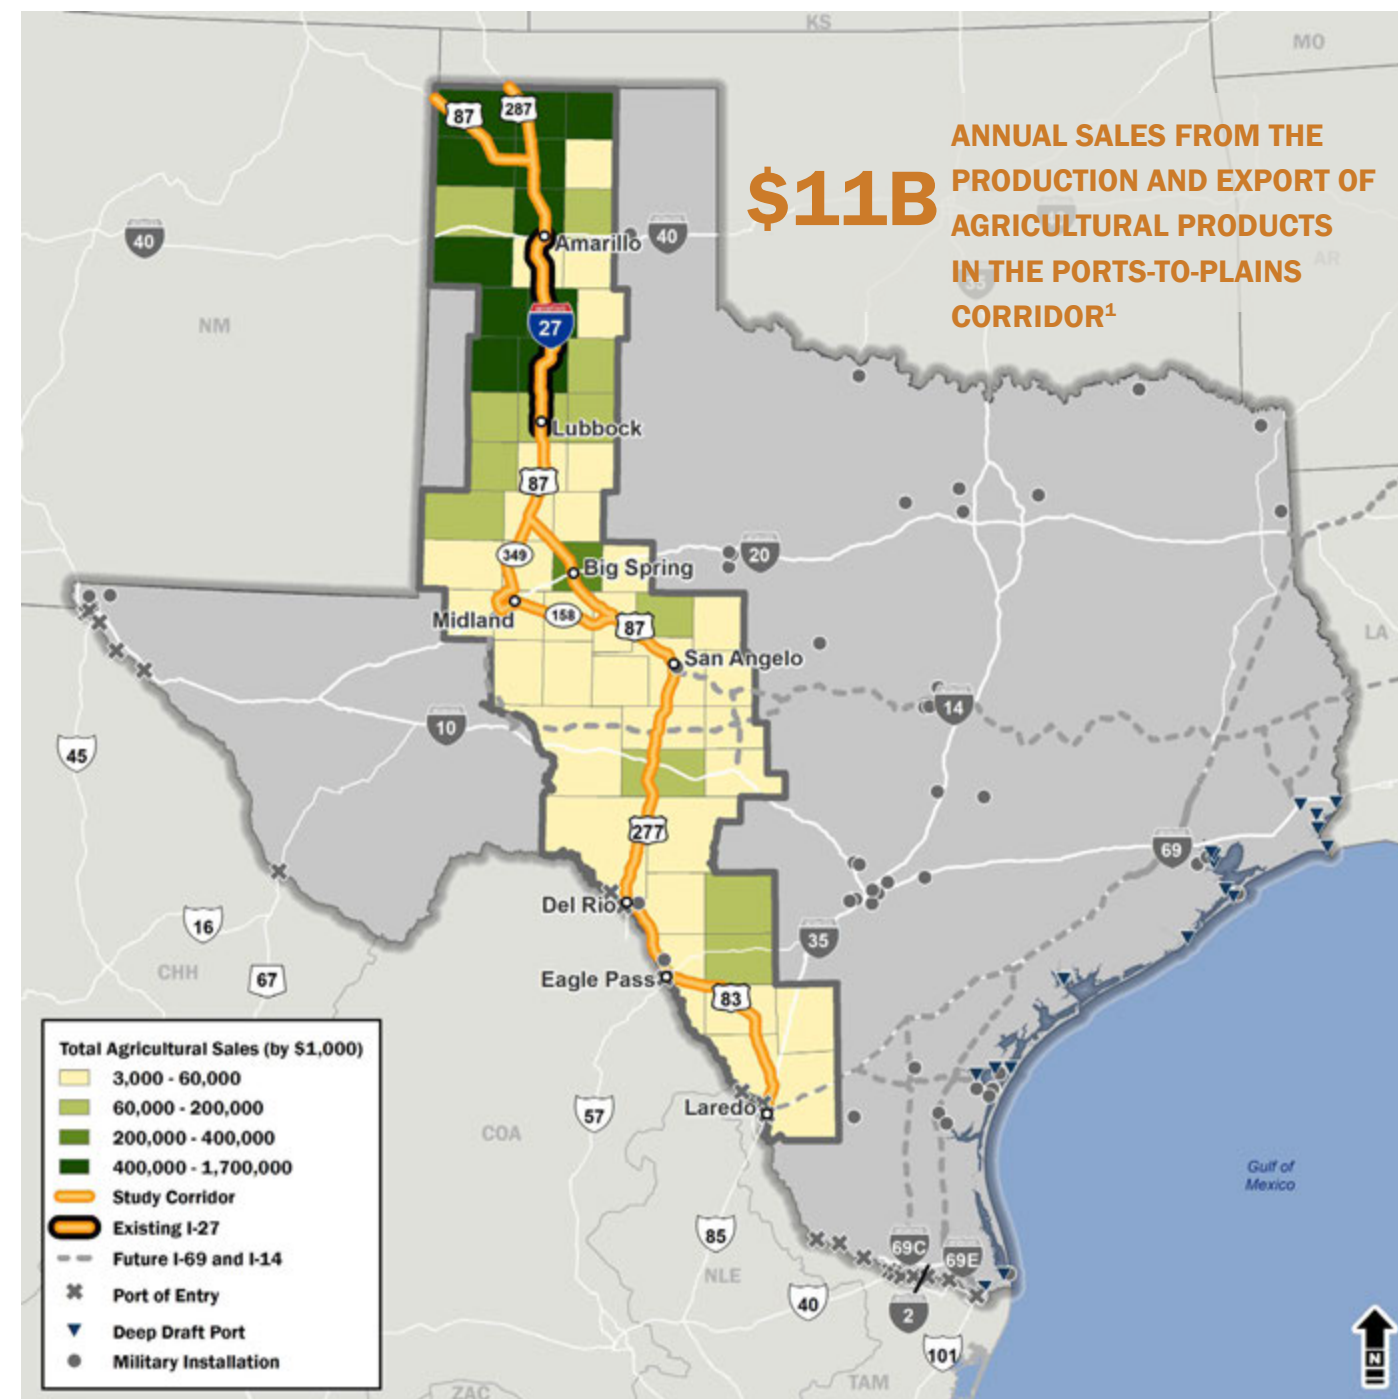 KS
MO
87
287
$11B
ANNUAL SALES FROM THE
PRODUCTION AND EXPORT OF
AGRICULTURAL PRODUCTS
IN THE PORTS-TO-PLAINS
CORRIDOR¹
40
Amarillo
40
AR
35
NM
27
Lubbock
87
349
Big Spring
20
Midland
158
87
LA
San Angelo
10
14
45
277
69
Del Rio
16
35
CHH
67
Eagle Pass
83
Total Agricultural Sales (by $1,000)
3,000 - 60,000
60,000 - 200,000
200,000 - 400,000
400,000 - 1,700,000
Study Corridor
Existing I-27
Future I-69 and I-14
Port of Entry
Deep Draft Port
Military Installation
Laredo
57
COA
Gulf of
Mexico
85
69C
69E
NLE
40
2
101
TAM
ZAC
N